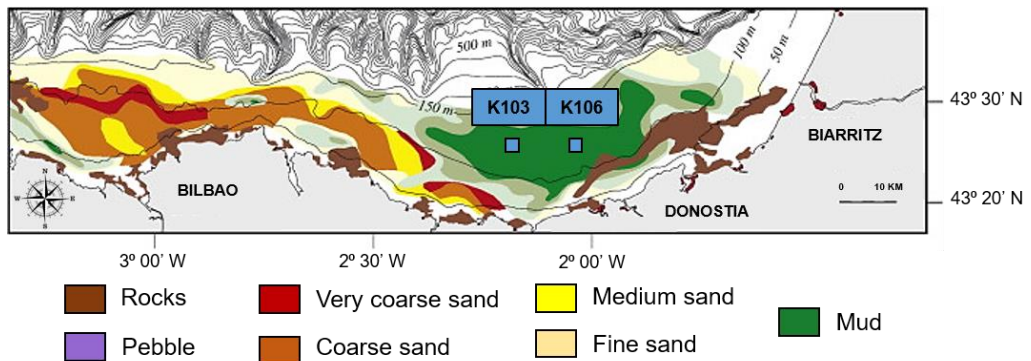 500 m
100 m
50 m
150 m
K103
K106
43º 30' N
BIARRITZ
N
W
E
S
BILBAO
0 10 KM
DONOSTIA
43º 20' N
3º 00' W
2º 30' W
2º 00' W
Rocks
Very coarse sand
Medium sand
Mud
Pebble
Coarse sand
Fine sand